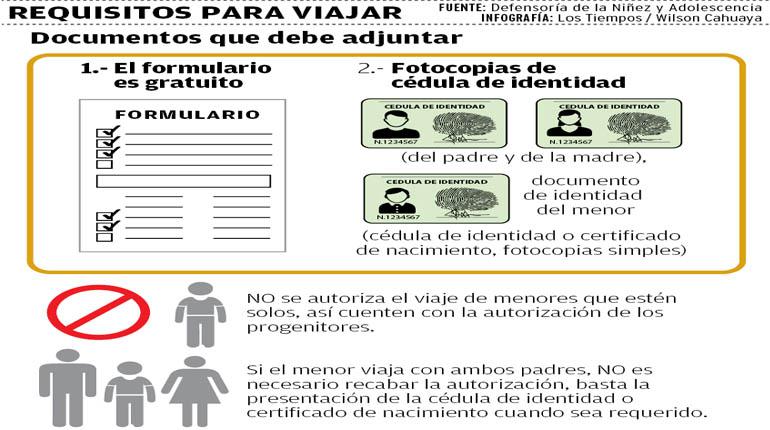 REQUISITOS PARA VIAJAR
FUENTE: Defensoría de la Niñez y Adolescencia
INFOGRAFÍA: Los Tiempos / Wilson Cahuaya
Documentos que debe adjuntar
1.- El formulario
es gratuito
FORMULARIO
2.- Fotocopias de
cédula de identidad
CEDULA DE IDENTIDAD
N.1234567
CEDULA DE IDENTIDAD
N.1234567
(del padre y de la madre),
CEDULA DE IDENTIDAD
N.1234567
documento
de identidad
del menor
(cédula de identidad o certificado
de nacimiento, fotocopias simples)
NO se autoriza el viaje de menores que estén
solos, así cuenten con la autorización de los
progenitores.
Si el menor viaja con ambos padres, NO es
necesario recabar la autorización, basta la
presentación de la cédula de identidad o
certificado de nacimiento cuando sea requerido.